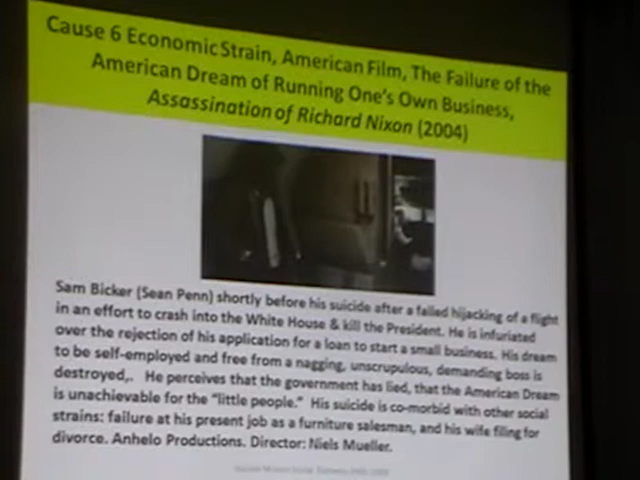 Cause 6 Economic Strain, American Film, The Failure of the
American Dream of Running One's Own Business,
Assassination of Richard Nixon (2004)
Sam Bicker (Sean Penn) shortly before his suicide after a failed hijacking of a flight
in an effort to crash into the White House & kill the President. He is infuriated
over the rejection of his application for a loan to start a small business. His dream
to be self-employed and free from a nagging, unscrupulous, demanding boss is
destroyed,. He perceives that the government has lied, that the American Dream
is unachievable for the "little people." His suicide is co-morbid with other social
strains: failure at his present job as a furniture salesman, and his wife filing for
divorce. Anhelo Productions. Director: Niels Mueller.